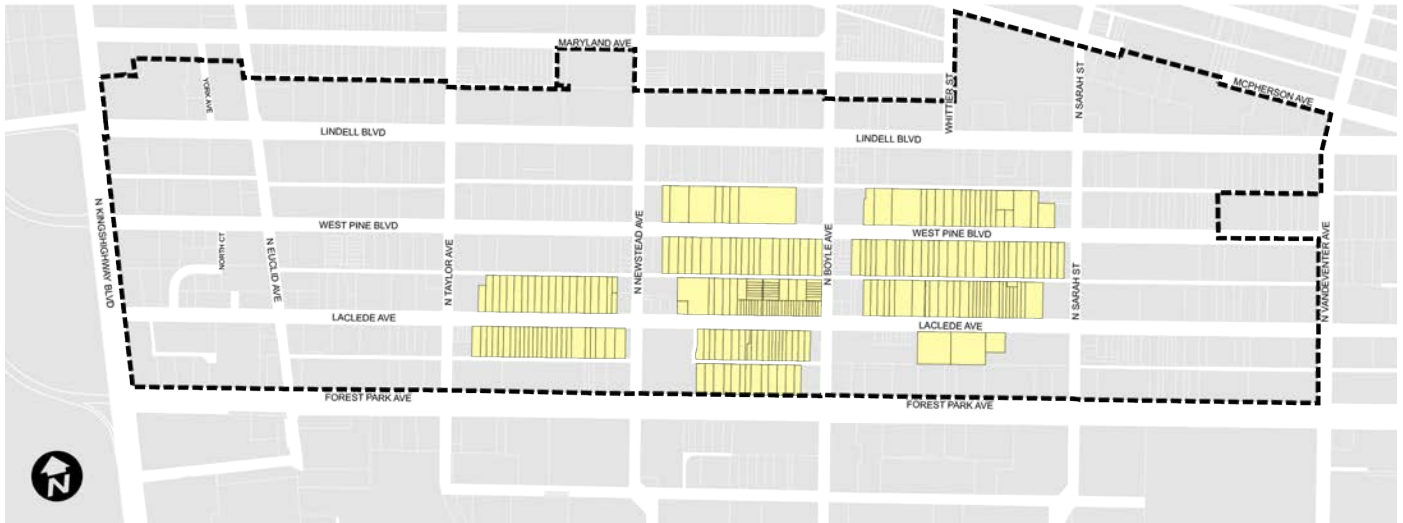 MARYLAND AVE
YORK AVE
MCPHERSON AVE
WHITTIER ST
N SARAH ST
LINDELL BLVD
LINDELL BLVD
N KINGSHIGHWAY BLVD
WEST PINE BLVD
NORTH CT
N EUCLID AVE
N TAYLOR AVE
N NEWSTEAD AVE
N BOYLE AVE
WEST PINE BLVD
N SARAH ST
N VANDEVENTER AVE
LACLEDE AVE
LACLEDE AVE
FOREST PARK AVE
FOREST PARK AVE
N